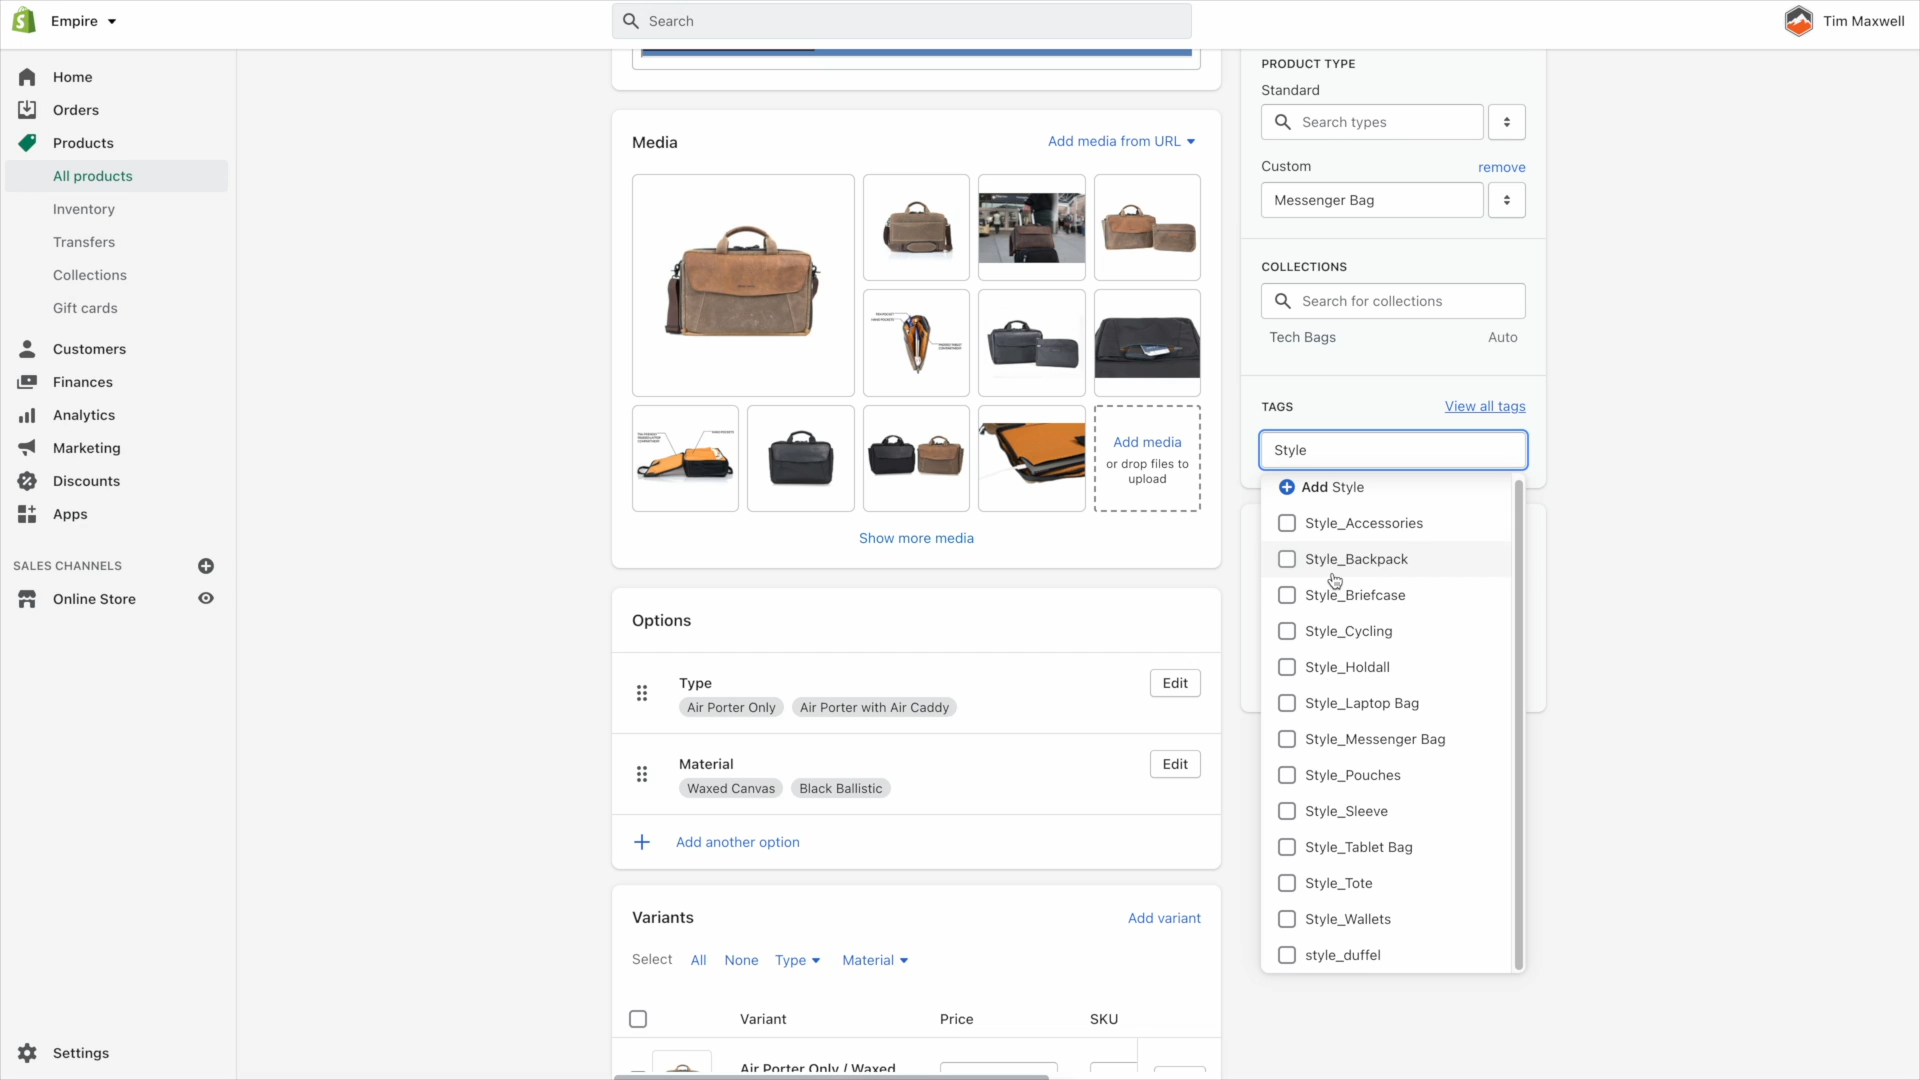 Empire
Search
Tim Maxwell
Home
Orders
Products
All products
Inventory
Transfers
Collections
Gift cards
Customers
Finances
Analytics
Marketing
Discounts
Apps
SALES CHANNELS
Online Store
Settings
Media
Add media from URL
Add media
or drop files to
upload
Show more media
Options
Type
Edit
Air Porter Only
Air Porter with Air Caddy
Material
Edit
Waxed Canvas
Black Ballistic
Add another option
Variants
Add variant
Select All None Type Material
Variant Price SKU
Air Porter Only / Waxed
PRODUCT TYPE
Standard
Search types
Custom
remove
Messenger Bag
COLLECTIONS
Search for collections
Tech Bags
Auto
TAGS
View all tags
Style
Add Style
Style_Accessories
Style_Backpack
Style_Briefcase
Style_Cycling
Style_Holdall
Style_Laptop Bag
Style_Messenger Bag
Style_Pouches
Style_Sleeve
Style_Tablet Bag
Style_Tote
Style_Wallets
style_duffel